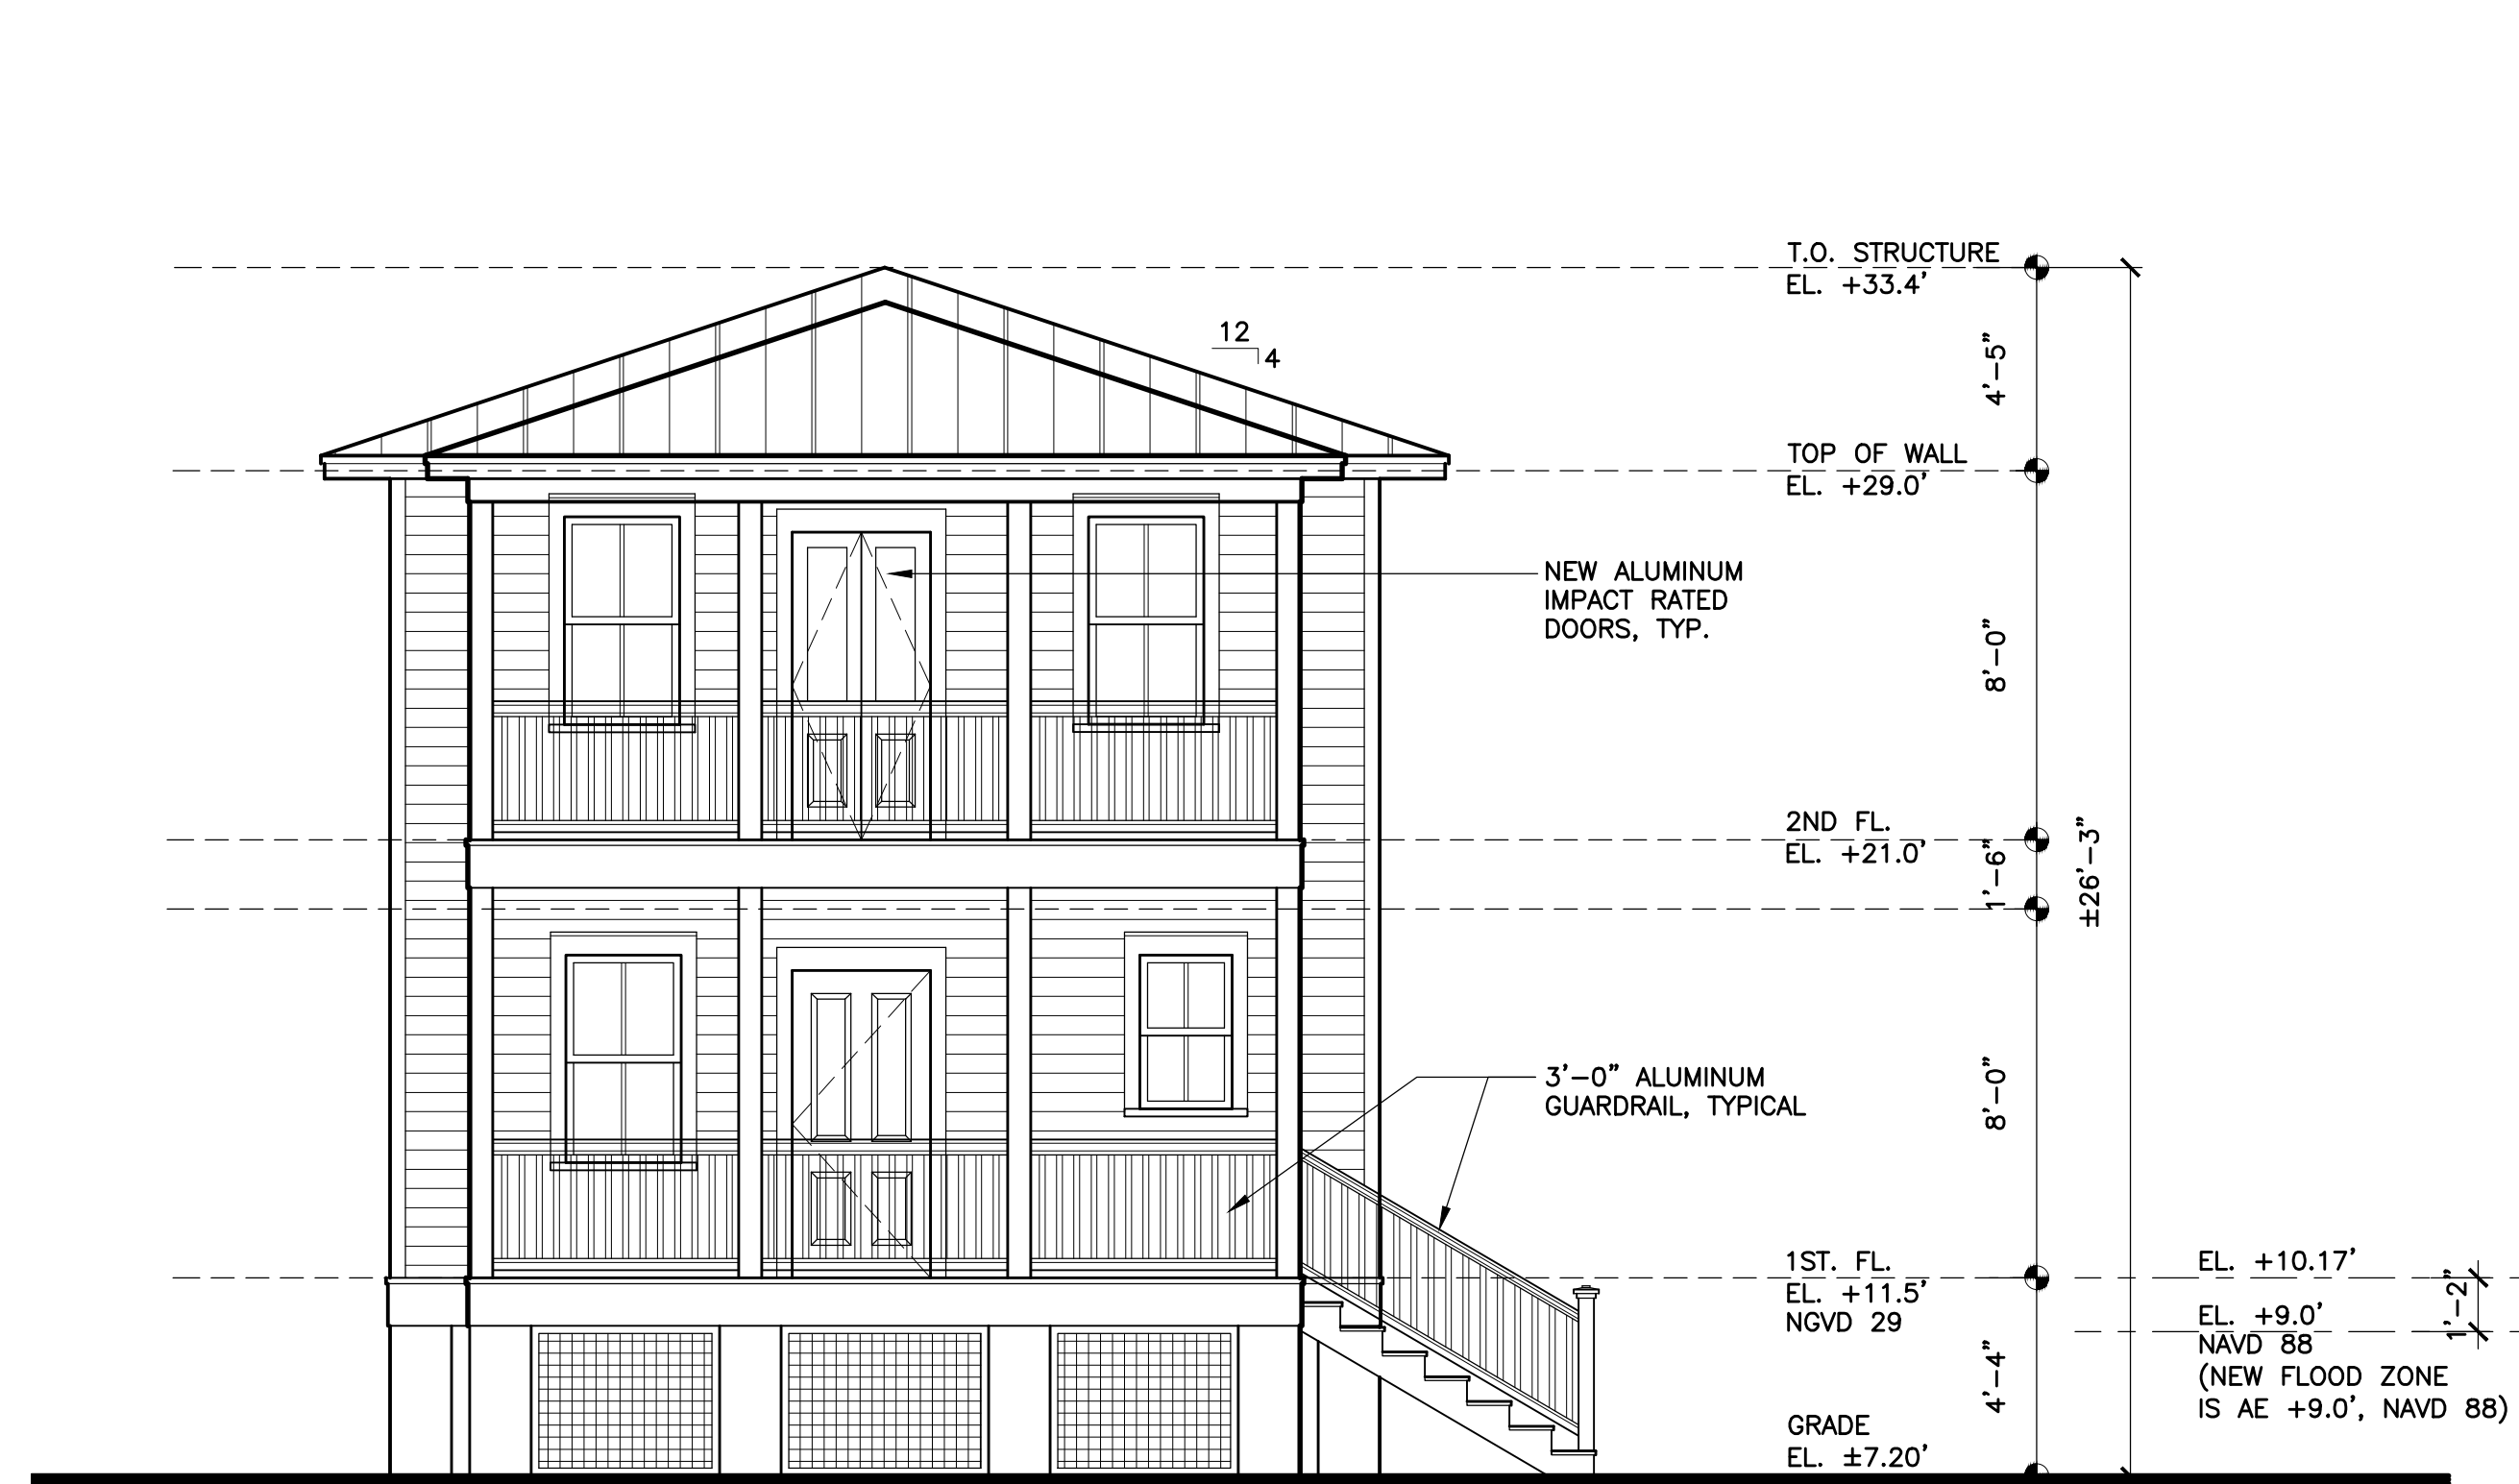 T.O. STRUCTURE
EL. +33.4'
12
4
4'-5"
TOP OF WALL
EL. +29.0'
NEW ALUMINUM
IMPACT RATED
DOORS, TYP.
8'-0"
2ND FL.
EL. +21.0'
1'-6"
±26'-3"
3'-0" ALUMINUM
GUARDRAIL, TYPICAL
8'-0"
1ST. FL.
EL. +11.5'
NGVD 29
EL. +10.17'
EL. +9.0'
NAVD 88
(NEW FLOOD ZONE
IS AE +9.0', NAVD 88)
1'-2"
4'-4"
GRADE
EL. ±7.20'